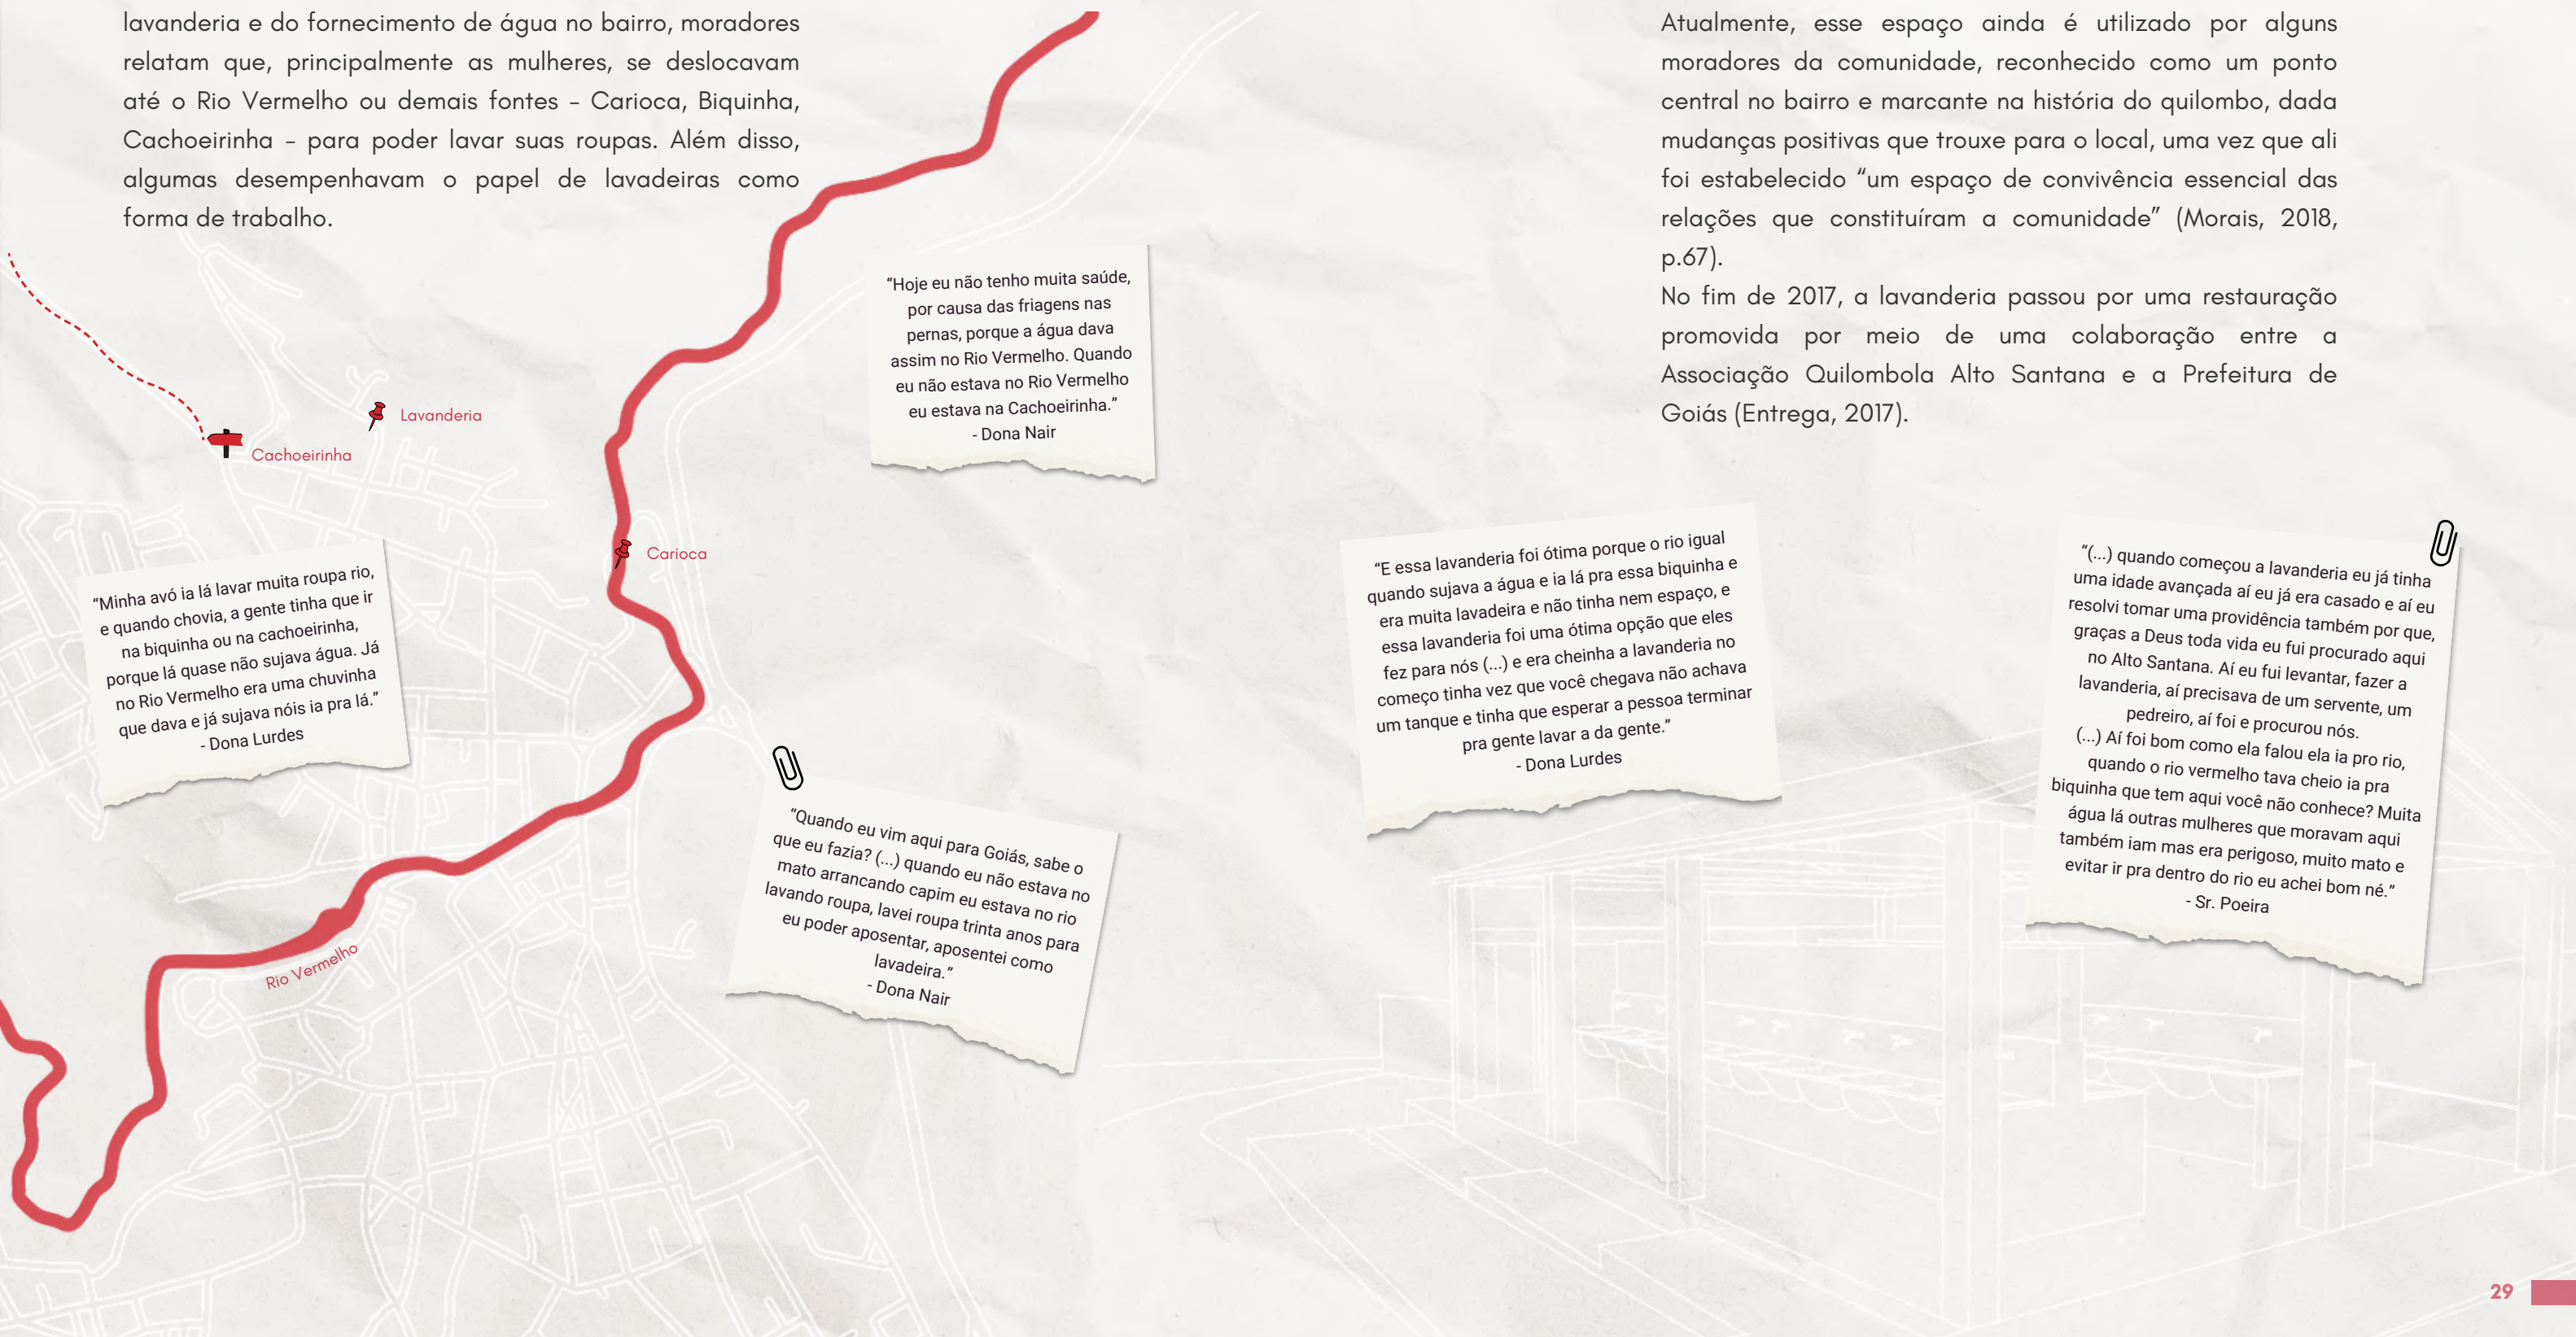 lavanderia e do fornecimento de água no bairro, moradores
relatam que, principalmente as mulheres, se deslocavam
até o Rio Vermelho ou demais fontes - Carioca, Biquinha,
Cachoeirinha - para poder lavar suas roupas. Além disso,
algumas desempenhavam o papel de lavadeiras como
forma de trabalho.
“Hoje eu não tenho muita saúde,
por causa das friagens nas
pernas, porque a água dava
assim no Rio Vermelho. Quando
eu não estava no Rio Vermelho
eu estava na Cachoeirinha.”
- Dona Nair
Lavanderia
Cachoeirinha
Carioca
“Minha avó ia lá lavar muita roupa rio,
e quando chovia, a gente tinha que ir
na biquinha ou na cachoeirinha,
porque lá quase não sujava água. Já
no Rio Vermelho era uma chuvinha
que dava e já sujava nóis ia pra lá.”
- Dona Lurdes
“Quando eu vim aqui para Goiás, sabe o
que eu fazia? (...) quando eu não estava no
mato arrancando capim eu estava no rio
lavando roupa, lavei roupa trinta anos para
eu poder aposentar, aposentei como
lavadeira.”
- Dona Nair
Rio Vermelho
Atualmente, esse espaço ainda é utilizado por alguns
moradores da comunidade, reconhecido como um ponto
central no bairro e marcante na história do quilombo, dada
mudanças positivas que trouxe para o local, uma vez que ali
foi estabelecido “um espaço de convivência essencial das
relações que constituíram a comunidade” (Morais, 2018,
p.67).
No fim de 2017, a lavanderia passou por uma restauração
promovida por meio de uma colaboração entre a
Associação Quilombola Alto Santana e a Prefeitura de
Goiás (Entrega, 2017).
“E essa lavanderia foi ótima porque o rio igual
quando sujava a água e ia lá pra essa biquinha e
era muita lavadeira e não tinha nem espaço, e
essa lavanderia foi uma ótima opção que eles
fez para nós (...) e era cheinha a lavanderia no
começo tinha vez que você chegava não achava
um tanque e tinha que esperar a pessoa terminar
pra gente lavar a da gente.”
- Dona Lurdes
“(...) quando começou a lavanderia eu já tinha
uma idade avançada aí eu já era casado e aí eu
resolvi tomar uma providência também por que,
graças a Deus toda vida eu fui procurado aqui
no Alto Santana. Aí eu fui levantar, fazer a
lavanderia, aí precisava de um servente, um
pedreiro, aí foi e procurou nós.
(...) Aí foi bom como ela falou ela ia pro rio,
quando o rio vermelho tava cheio ia pra
biquinha que tem aqui você não conhece? Muita
água lá outras mulheres que moravam aqui
também iam mas era perigoso, muito mato e
evitar ir pra dentro do rio eu achei bom né.”
- Sr. Poeira
29